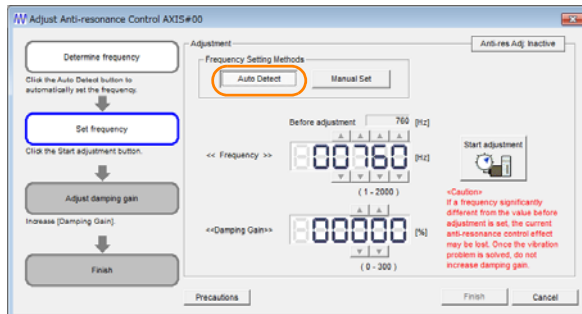 Adjust Anti-resonance Control AXIS#00
Determine frequency
Click the Auto Detect button to
automatically set the frequency.
Set frequency
Click the Start adjustment button.
Adjust damping gain
Increase [Damping Gain].
Finish
Adjustment
Anti-res Adj: Inactive
Frequency Setting Methods
Auto Detect
Manual Set
Before adjustment 760 [Hz]
<< Frequency >> 00760 [Hz]
(1 - 2000)
<<Damping Gain>> 00000 [%]
(0 - 300)
Start adjustment
<Caution>
If a frequency significantly
different from the value before
adjustment is set, the current
anti-resonance control effect
may be lost. Once the vibration
problem is solved, do not
increase damping gain.
Precautions
Finish
Cancel